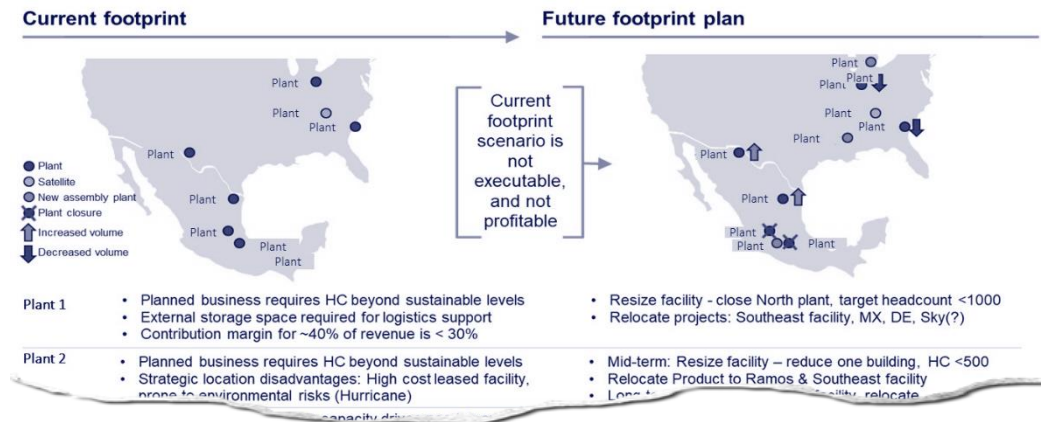 Current footprint
Future footprint plan
Plant
Plant
Plant
Plant
Plant
Plant
Plant
Plant
Plant
Satellite
New assembly plant
Plant closure
Increased volume
Decreased volume
Current
footprint
scenario is
not
executable,
and not
profitable
Plant
Plant
Plant
Plant
Plant
Plant
Plant
Plant
Plant
Plant
Plant 1
• Planned business requires HC beyond sustainable levels
• External storage space required for logistics support
• Contribution margin for ~40% of revenue is < 30%
• Resize facility - close North plant, target headcount <1000
• Relocate projects: Southeast facility, MX, DE, Sky(?)
Plant 2
• Planned business requires HC beyond sustainable levels
• Strategic location disadvantages: High cost leased facility,
prone to environmental risks (Hurricane)
capacity
• Mid-term: Resize facility – reduce one building, HC <500
• Relocate Product to Ramos & Southeast facility
facility, relocate